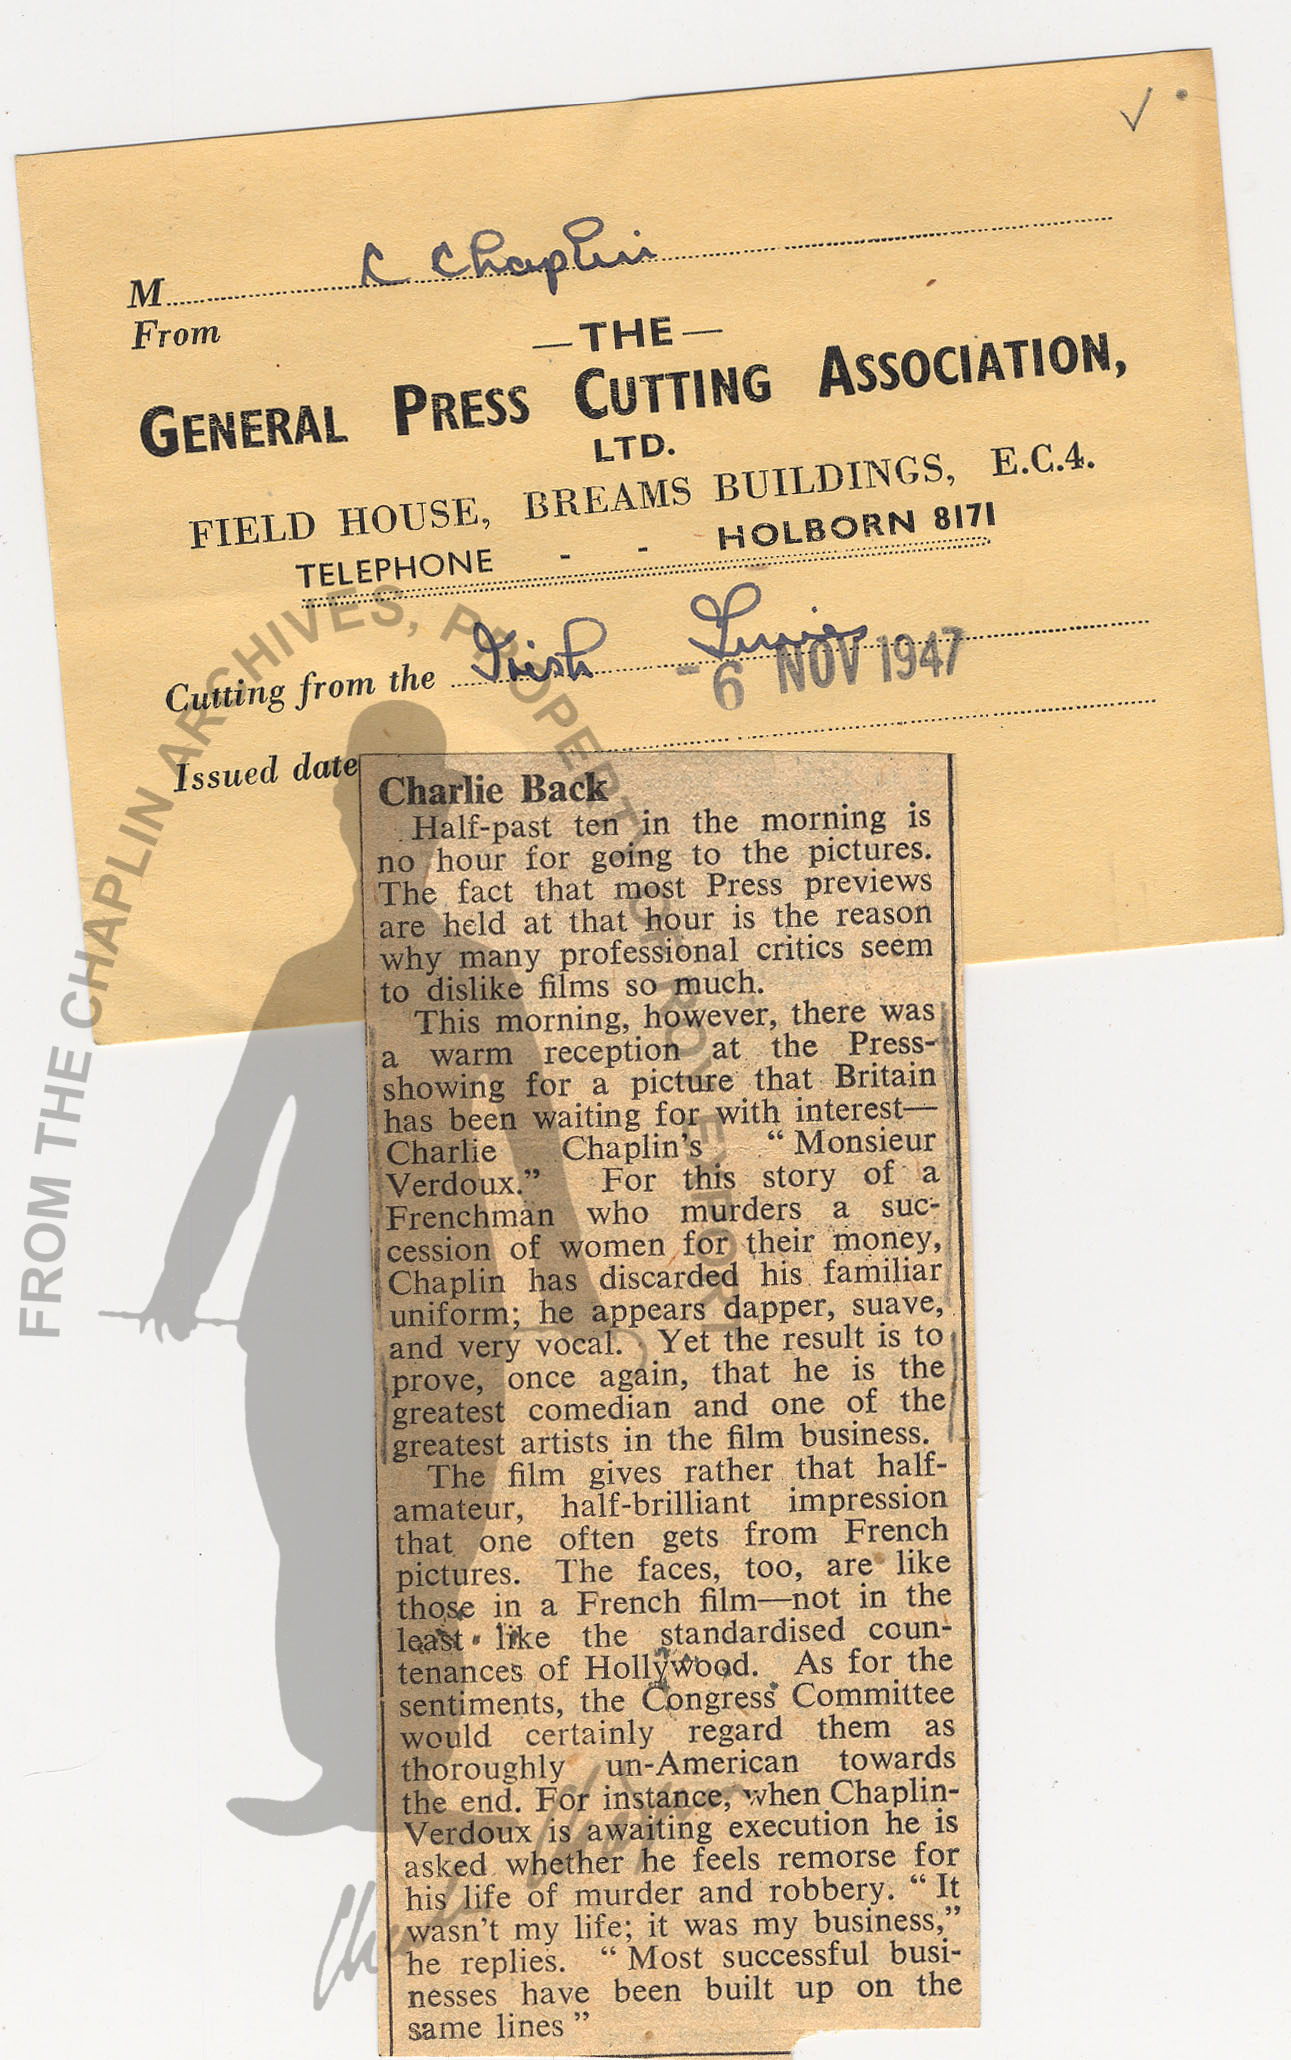 M C Chaplin
From
—THE—
GENERAL PRESS CUTTING ASSOCIATION,
LTD.
FIELD HOUSE, BREAMS BUILDINGS, E.C.4.
TELEPHONE - - HOLBORN 8171
Cutting from the Irish Times
-6 NOV 1947
Issued date
Charlie Back
Half-past ten in the morning is
no hour for going to the pictures.
The fact that most Press previews
are held at that hour is the reason
why many professional critics seem
to dislike films so much.
This morning, however, there was
a warm reception at the Press-
showing for a picture that Britain
has been waiting for with interest—
Charlie Chaplin's “Monsieur
Verdoux.” For this story of a
Frenchman who murders a suc-
cession of women for their money,
Chaplin has discarded his familiar
uniform; he appears dapper, suave,
and very vocal. Yet the result is to
prove, once again, that he is the
greatest comedian and one of the
greatest artists in the film business.
The film gives rather that half-
amateur, half-brilliant impression
that one often gets from French
pictures. The faces, too, are like
those in a French film—not in the
least like the standardised coun-
tenances of Hollywood. As for the
sentiments, the Congress Committee
would certainly regard them as
thoroughly un-American towards
the end. For instance, when Chaplin-
Verdoux is awaiting execution he is
asked whether he feels remorse for
his life of murder and robbery. “It
wasn't my life; it was my business,”
he replies. “Most successful busi-
nesses have been built up on the
same lines”
FROM THE CHAPLIN ARCHIVES, PROPERTY OF ROY EXPORT